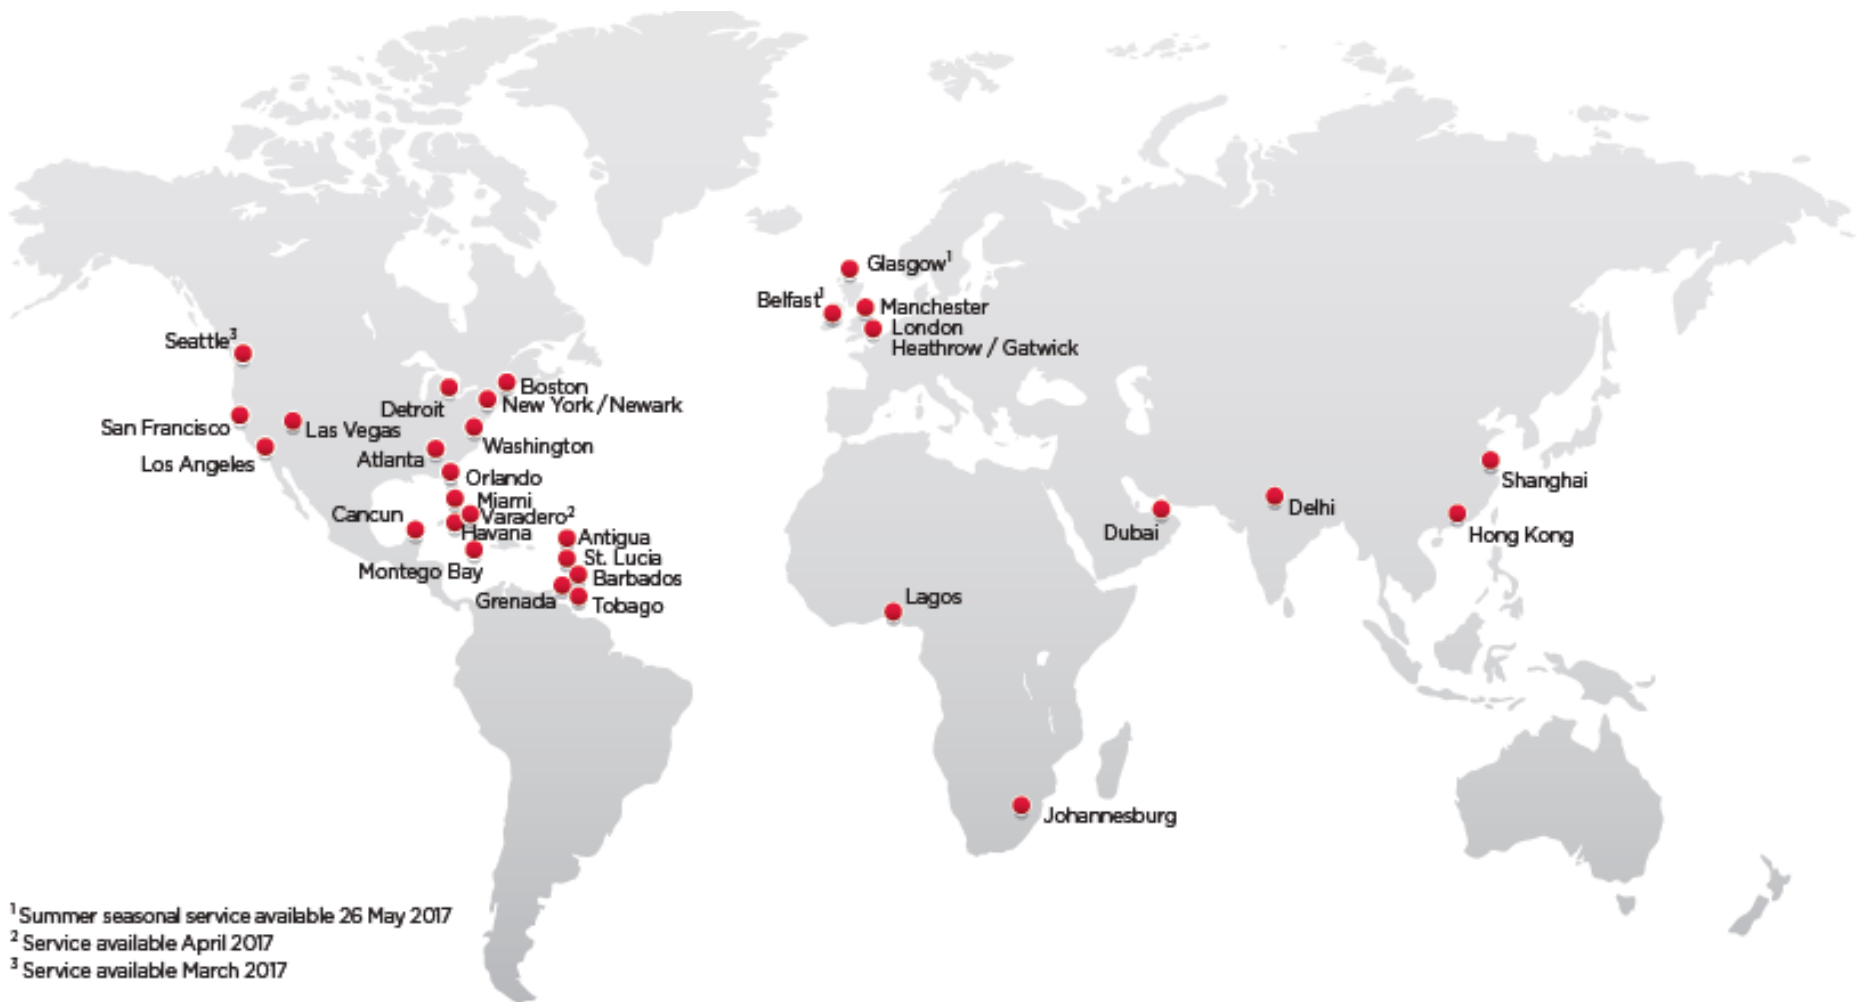 Glasgow¹
Belfast¹
Manchester
London
Heathrow / Gatwick
Seattle³
Boston
New York / Newark
Detroit
San Francisco
Las Vegas
Washington
Atlanta
Los Angeles
Orlando
Miami
Cancun
Varadero²
Havana
Antigua
St. Lucia
Montego Bay
Barbados
Grenada
Tobago
Shanghai
Delhi
Dubai
Hong Kong
Lagos
Johannesburg
¹ Summer seasonal service available 26 May 2017
² Service available April 2017
³ Service available March 2017